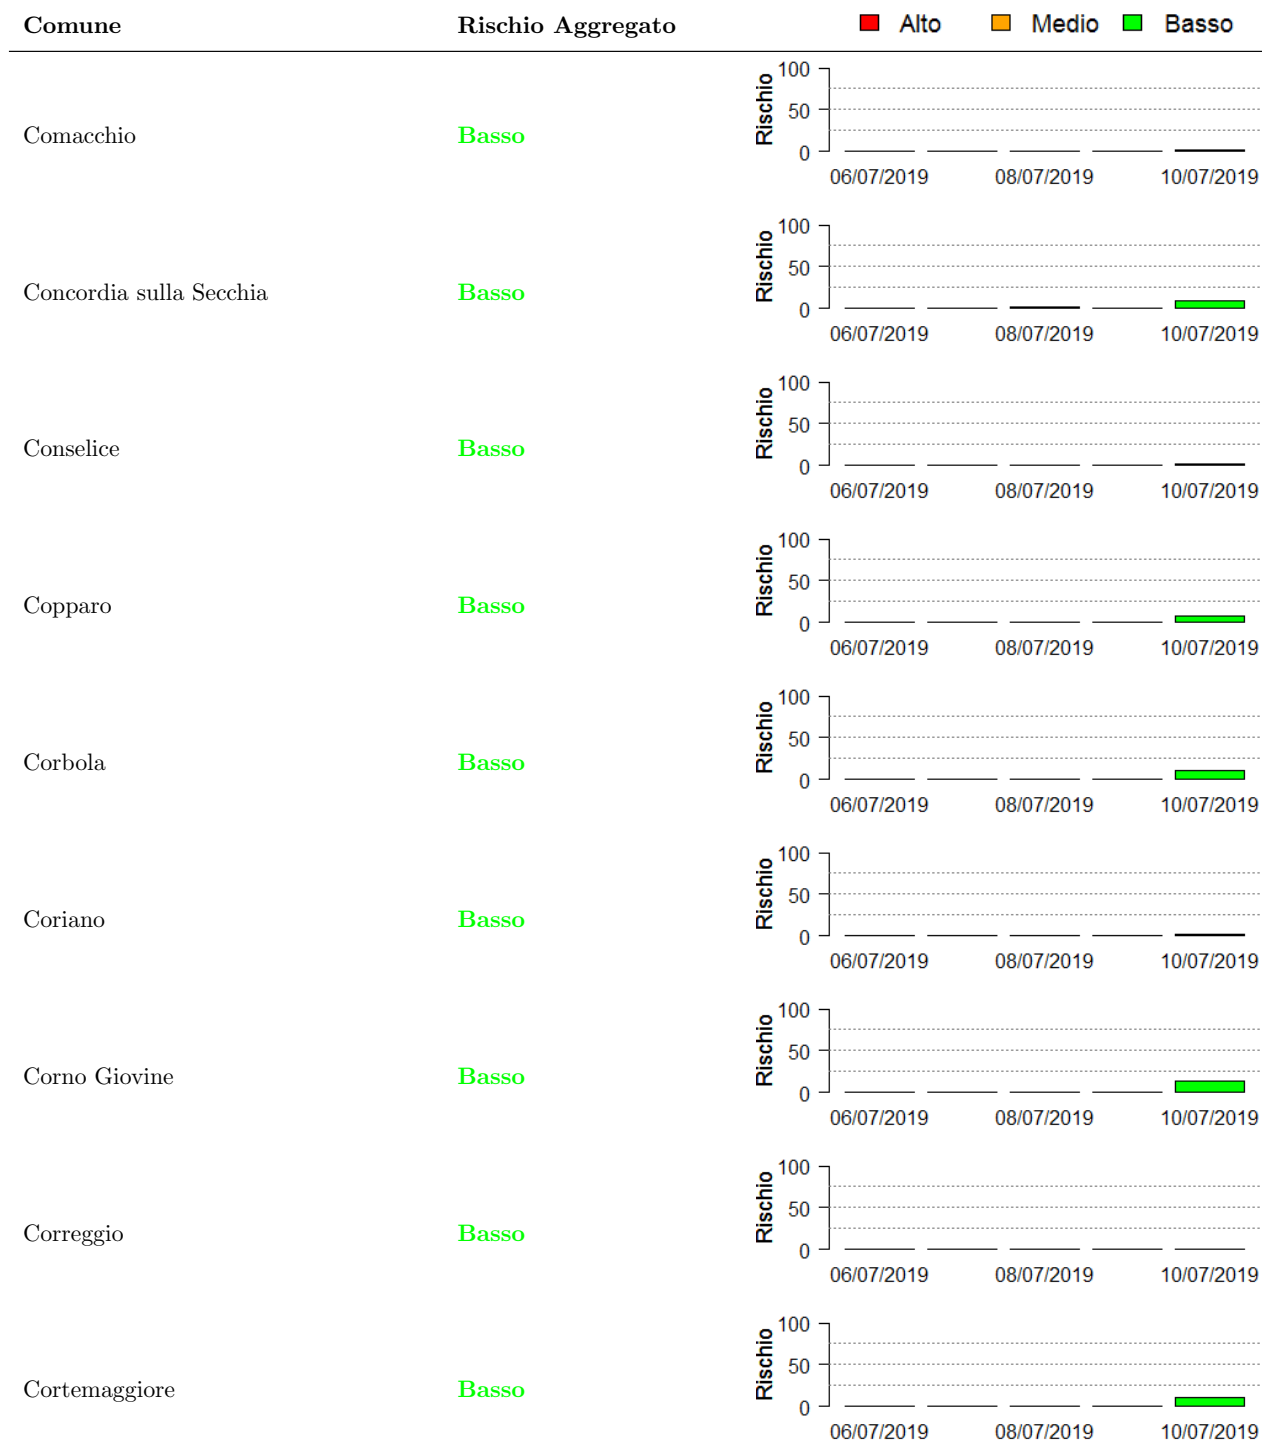 Comune Rischio Aggregato Alto Medio Basso
Comacchio Basso
Rischio
100
50
0
06/07/2019 08/07/2019 10/07/2019
Concordia sulla Secchia Basso
Rischio
100
50
0
06/07/2019 08/07/2019 10/07/2019
Conselice Basso
Rischio
100
50
0
06/07/2019 08/07/2019 10/07/2019
Copparo Basso
Rischio
100
50
0
06/07/2019 08/07/2019 10/07/2019
Corbola Basso
Rischio
100
50
0
06/07/2019 08/07/2019 10/07/2019
Coriano Basso
Rischio
100
50
0
06/07/2019 08/07/2019 10/07/2019
Corno Giovine Basso
Rischio
100
50
0
06/07/2019 08/07/2019 10/07/2019
Correggio Basso
Rischio
100
50
0
06/07/2019 08/07/2019 10/07/2019
Cortemaggiore Basso
Rischio
100
50
0
06/07/2019 08/07/2019 10/07/2019